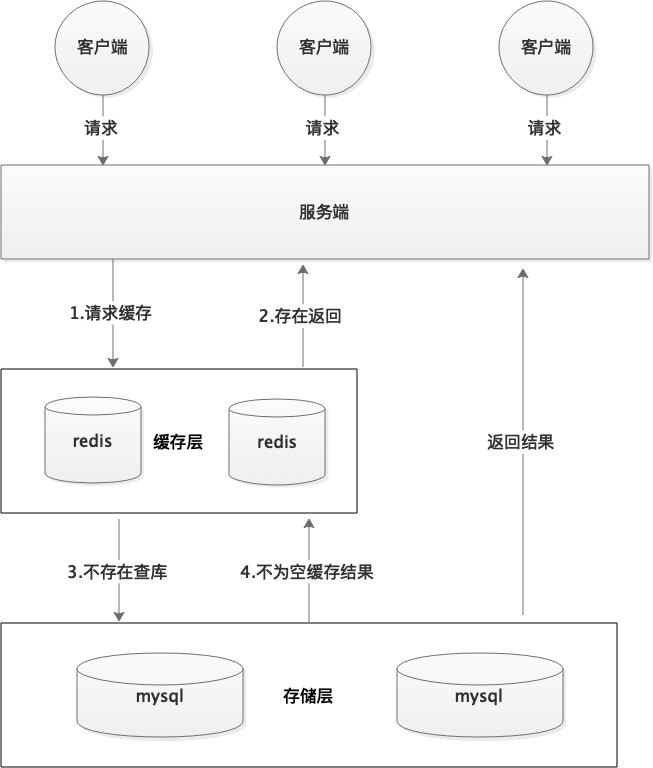 客户端
客户端
客户端
请求
请求
请求
服务端
1.请求缓存
2.存在返回
redis
缓存层
redis
返回结果
3.不存在查库
4.不为空缓存结果
mysql
存储层
mysql